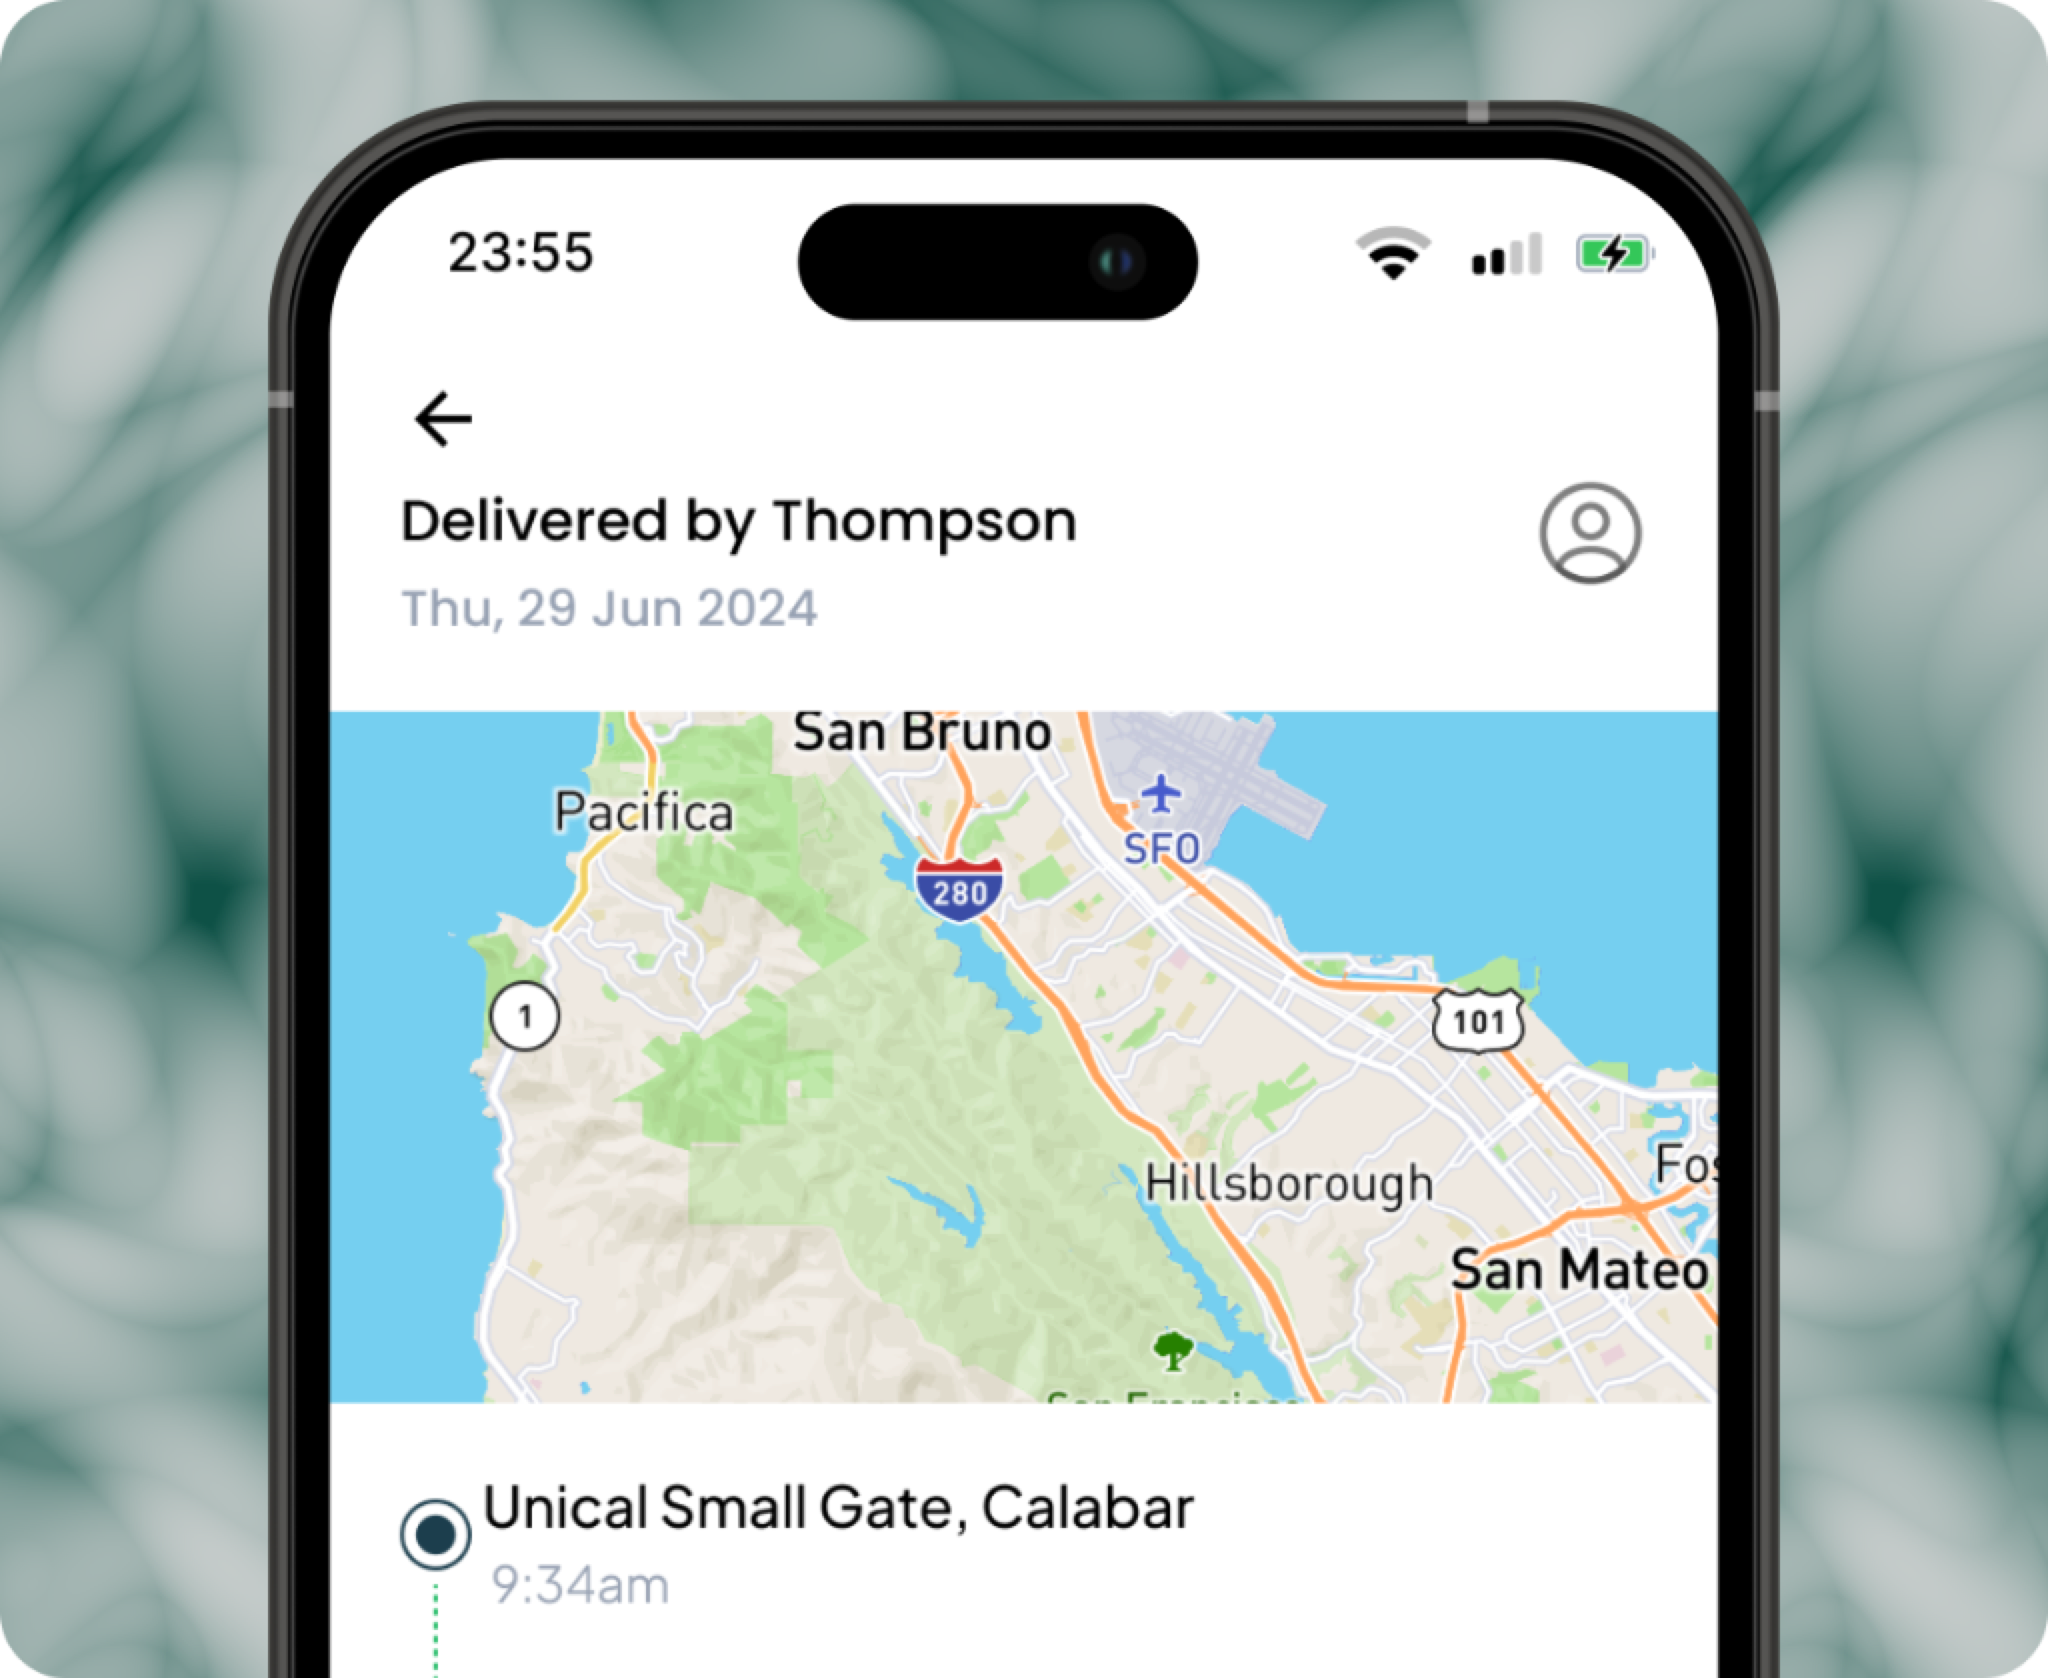 23:55
Delivered by Thompson
Thu, 29 Jun 2024
San Bruno
Pacifica
SFO
280
1
101
Hillsborough
San Mateo
Unical Small Gate, Calabar
9:34am